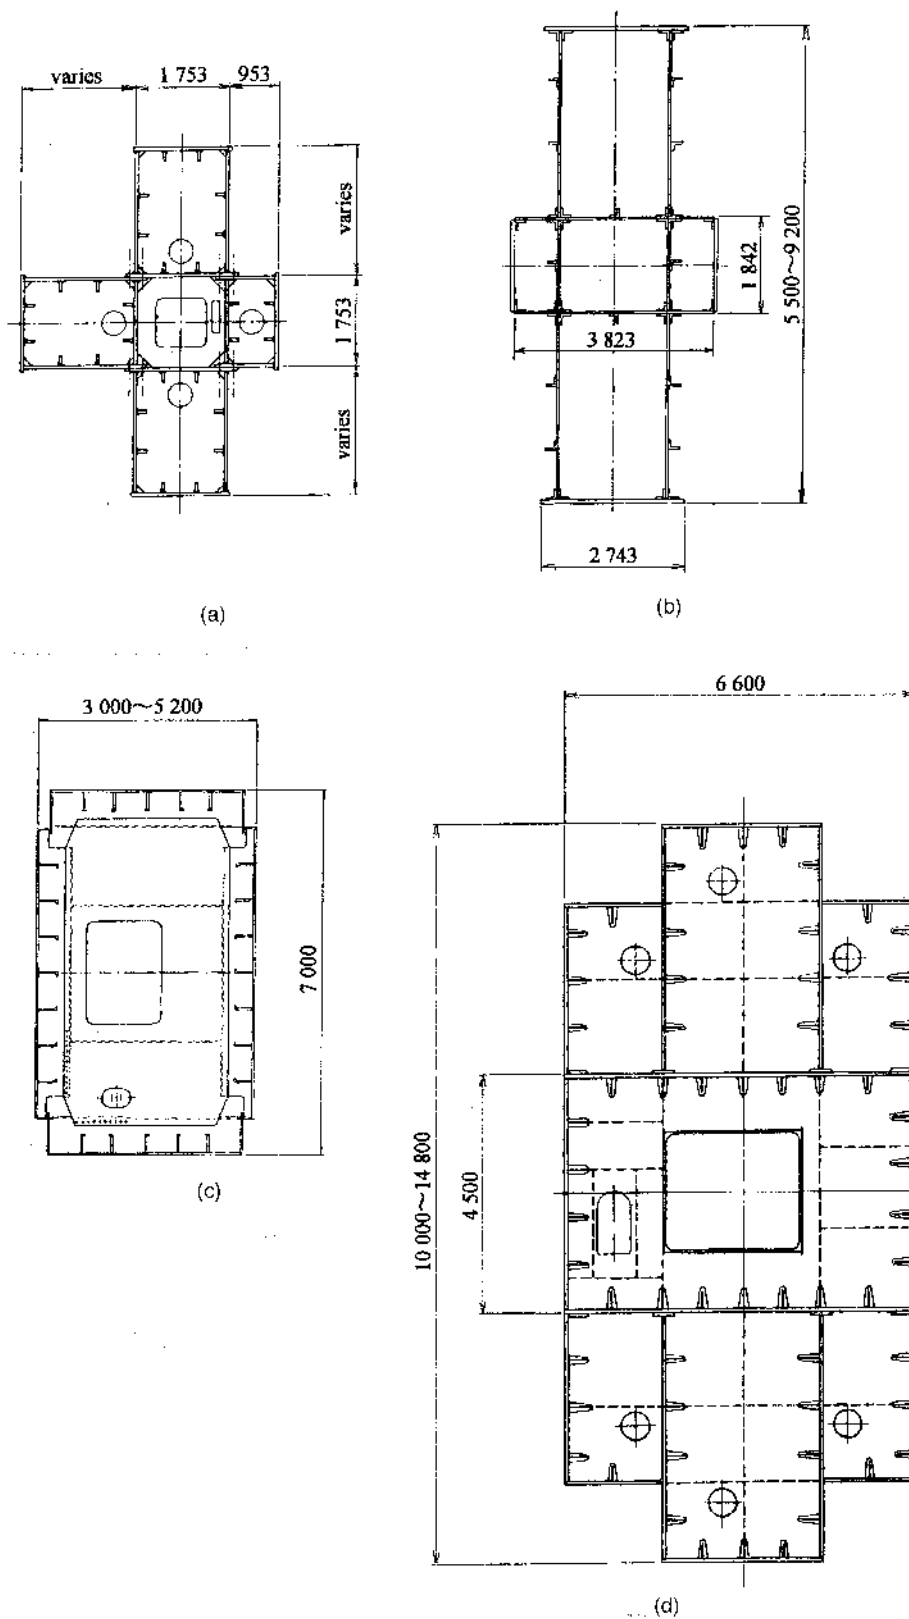 varies
1 753
953
varies
1 753
varies
(a)
5 500～9 200
1 842
3 823
2 743
(b)
3 000～5 200
7 000
(c)
6 600
10 000～14 800
4 500
(d)